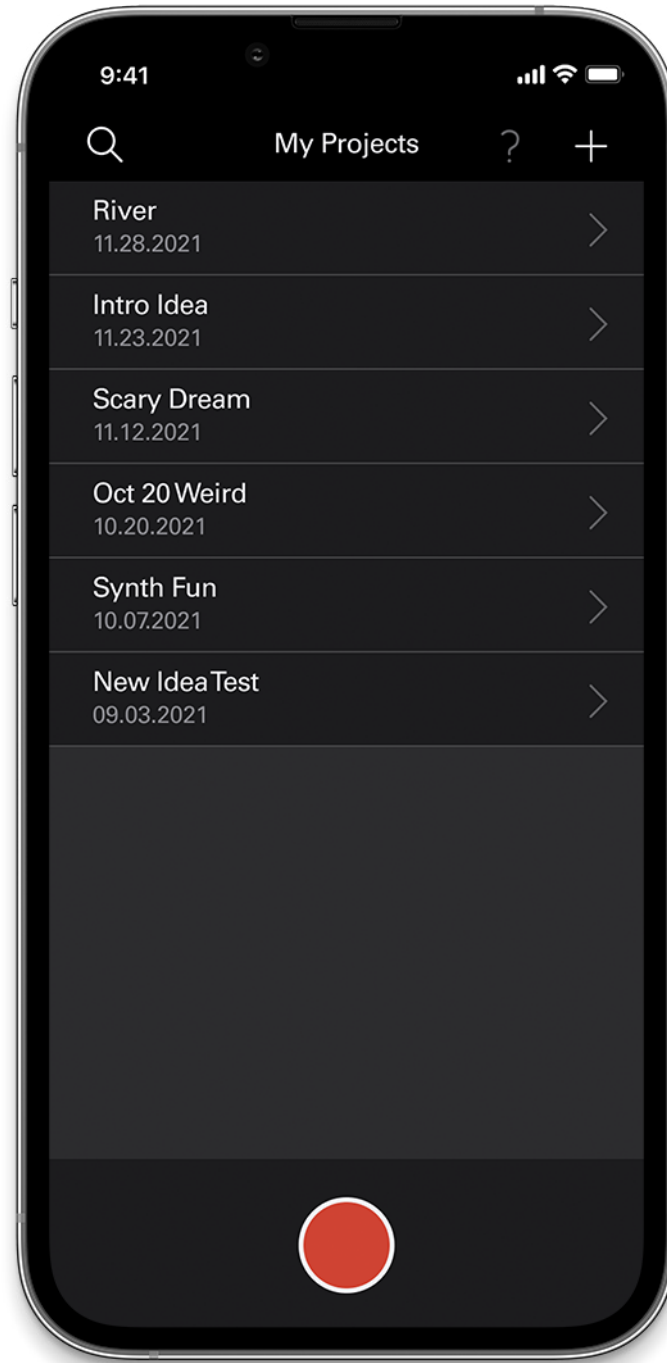 9:41
My Projects ? +
River
11.28.2021
Intro Idea
11.23.2021
Scary Dream
11.12.2021
Oct 20 Weird
10.20.2021
Synth Fun
10.07.2021
New Idea Test
09.03.2021